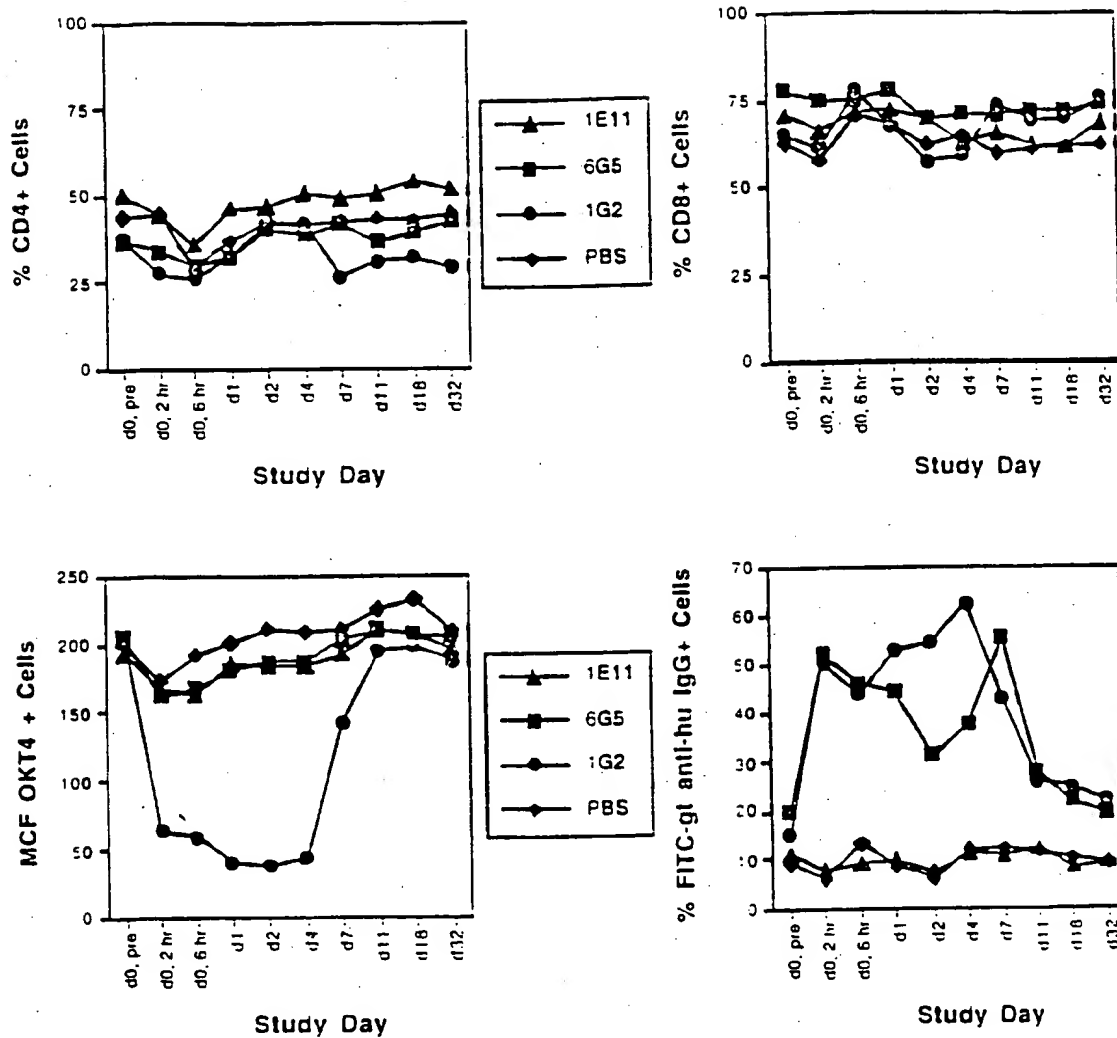 % CD4+ Cells
100
75
50
25
0
d0, pre
d0, 2 hr
d0, 6 hr
d1
d2
d4
d7
d11
d18
d32
Study Day
1E11
6G5
1G2
PBS
% CD8+ Cells
100
75
50
25
0
d0, pre
d0, 2 hr
d0, 6 hr
d1
d2
d4
d7
d11
d18
d32
Study Day
MCF OKT4 + Cells
250
200
150
100
50
0
d0, pre
d0, 2 hr
d0, 6 hr
d1
d2
d4
d7
d11
d18
d32
Study Day
1E11
6G5
1G2
PBS
% FITC-gt anti-hu IgG+ Cells
70
60
50
40
30
20
10
0
d0, pre
d0, 2 hr
d0, 6 hr
d1
d2
d4
d7
d11
d18
d32
Study Day